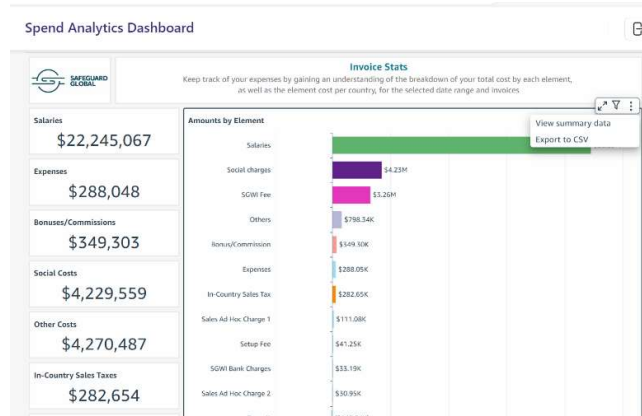 Spend Analytics Dashboard
SAFEGUARD
GLOBAL
Invoice Stats
Keep track of your expenses by gaining an understanding of the breakdown of your total cost by each element,
as well as the element cost per country, for the selected date range and invoices
Salaries
$22,245,067
Expenses
$288,048
Bonuses/Commissions
$349,303
Social Costs
$4,229,559
Other Costs
$4,270,487
In-Country Sales Taxes
$282,654
Amounts by Element
View summary data
Export to CSV
Salaries
Social charges
$4.23M
SGWI Fee
$3.26M
Others
$798.34K
Bonus/Commission
$349.30K
Expenses
$288.05K
In-Country Sales Tax
$282.65K
Sales Ad Hoc Charge 1
$111.08K
Setup Fee
$41.25K
SGWI Bank Charges
$33.19K
Sales Ad Hoc Charge 2
$30.95K